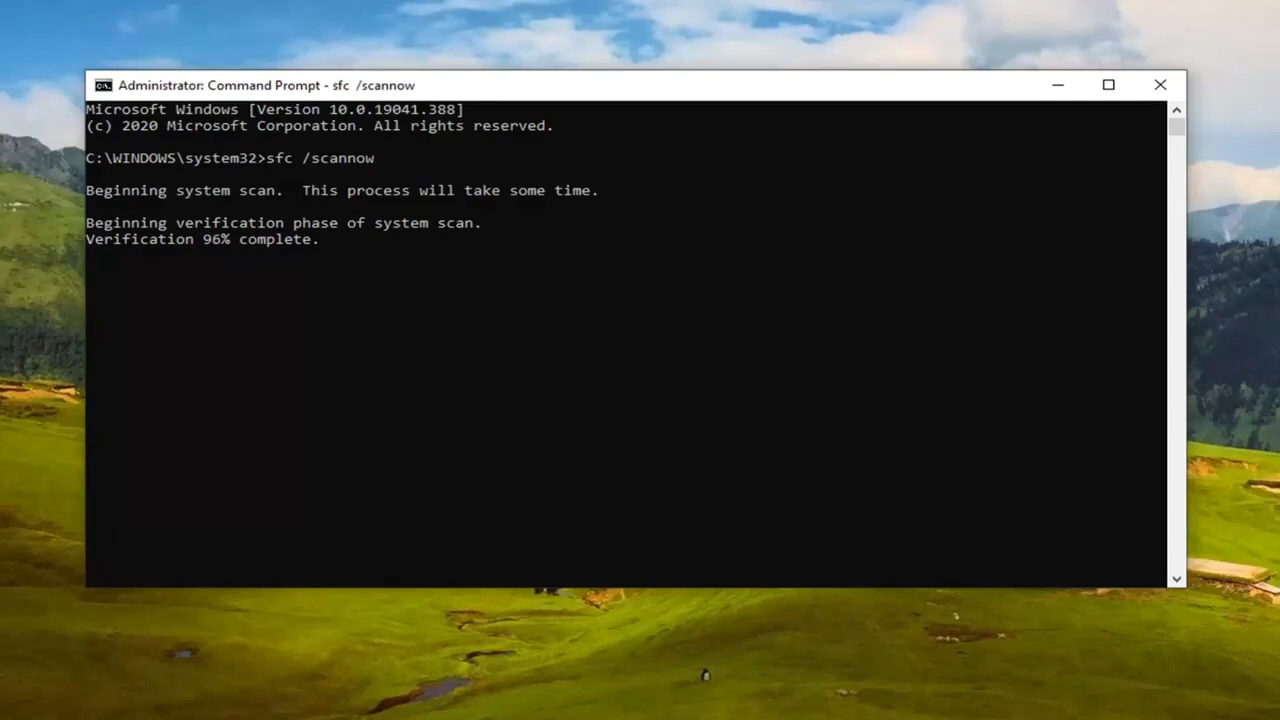 Administrator: Command Prompt - sfc  /scannow
Microsoft Windows [Version 10.0.19041.388]
(c) 2020 Microsoft Corporation. All rights reserved.
C:\WINDOWS\system32>sfc /scannow
Beginning system scan.  This process will take some time.
Beginning verification phase of system scan.
Verification 96% complete.